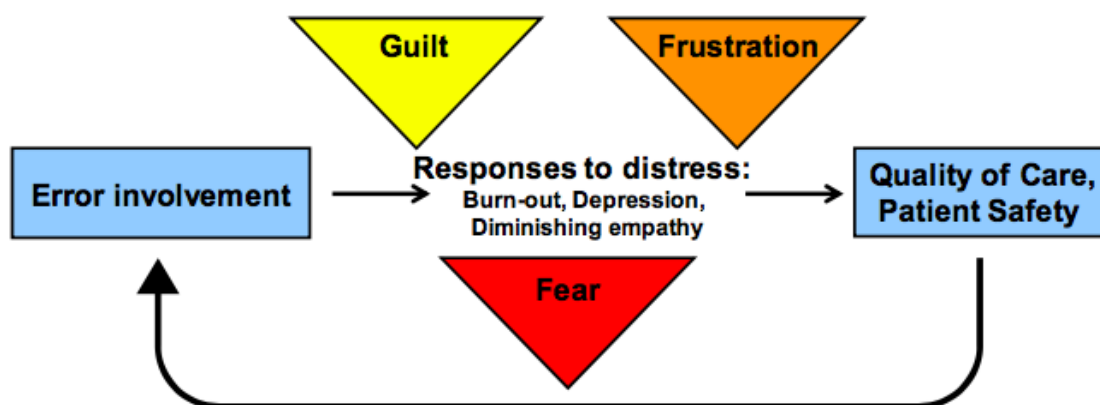 Guilt
Frustration
Error involvement
Responses to distress:
Burn-out, Depression,
Diminishing empathy
Quality of Care,
Patient Safety
Fear